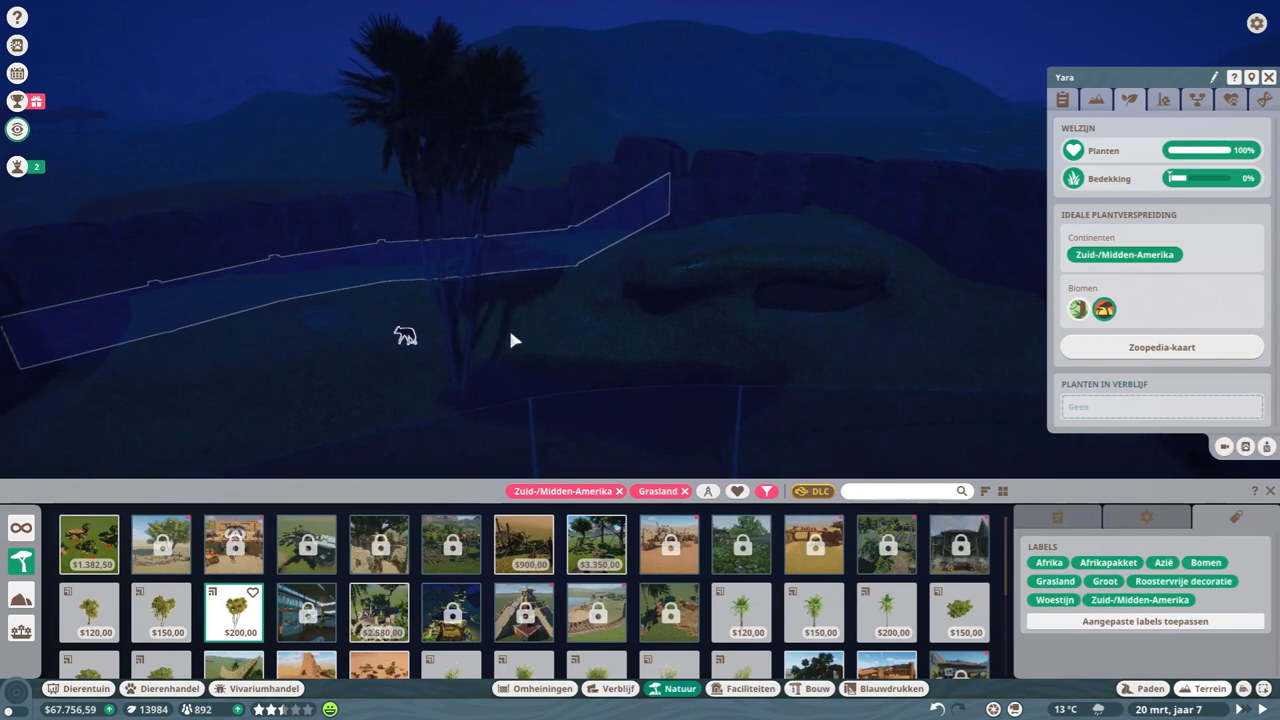 2
Yara
?
WELZIJN
Planten
100%
Bedekking
0%
IDEALE PLANTVERSPREIDING
Continenten
Zuid-/Midden-Amerika
Biomen
Zoopedia-kaart
PLANTEN IN VERBLIJF
Geen
Zuid-/Midden-Amerika
Grasland
DLC
?
$1.382,50
$900,00
$3.350,00
$120,00
$150,00
$200,00
$2.580,00
$120,00
$150,00
$200,00
$150,00
LABELS
Afrika
Afrikapakket
Azië
Bomen
Grasland
Groot
Roostervrije decoratie
Woestijn
Zuid-/Midden-Amerika
Aangepaste labels toepassen
Dierentuin
Dierenhandel
Vivariumhandel
Omheiningen
Verblijf
Natuur
Faciliteiten
Bouw
Blauwdrukken
Paden
Terrein
$67.756,59
13984
892
13 °C
20 mrt, jaar 7